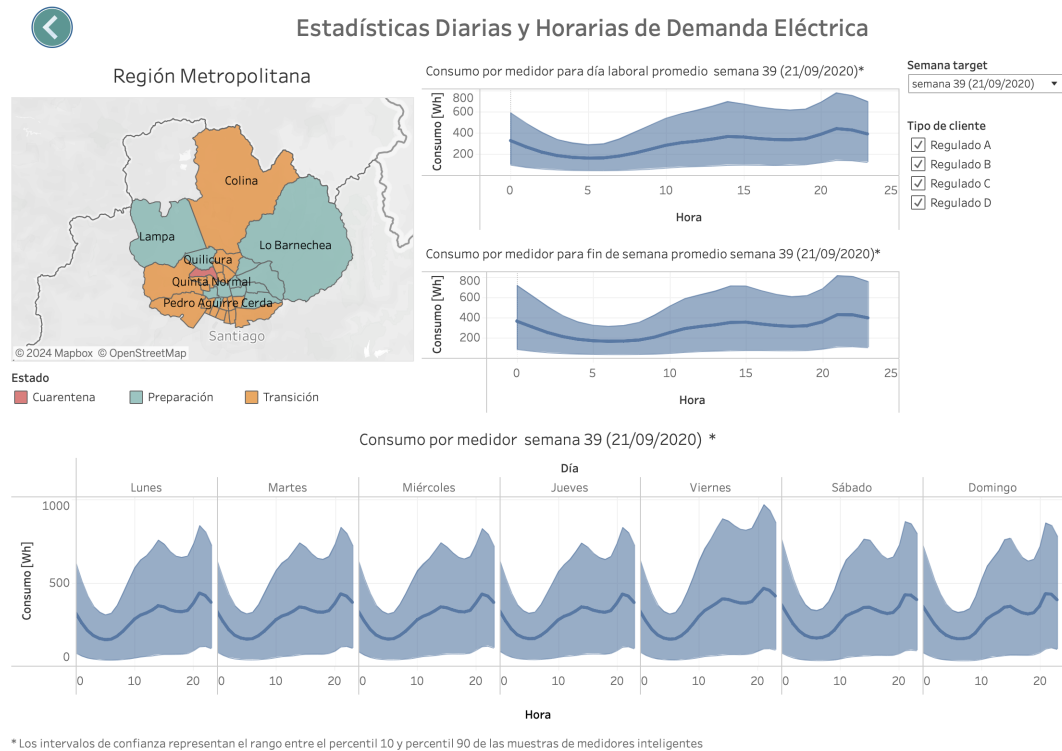 Estadísticas Diarias y Horarias de Demanda Eléctrica
Región Metropolitana
Colina
Lampa
Lo Barnechea
Quilicura
Quinta Normal
Pedro Aguirre Cerda
Santiago
© 2024 Mapbox © OpenStreetMap
Estado
Cuarentena
Preparación
Transición
Consumo por medidor para día laboral promedio semana 39 (21/09/2020)*
Consumo [Wh]
800
600
400
200
0 5 10 15 20 25
Hora
Consumo por medidor para fin de semana promedio semana 39 (21/09/2020)*
Consumo [Wh]
800
600
400
200
0 5 10 15 20 25
Hora
Semana target
semana 39 (21/09/2020)
Tipo de cliente
Regulado A
Regulado B
Regulado C
Regulado D
Consumo por medidor semana 39 (21/09/2020) *
Día
Lunes Martes Miércoles Jueves Viernes Sábado Domingo
Consumo [Wh]
1000
500
0
0 10 20 0 10 20 0 10 20 0 10 20 0 10 20 0 10 20 0 10 20
Hora
* Los intervalos de confianza representan el rango entre el percentil 10 y percentil 90 de las muestras de medidores inteligentes